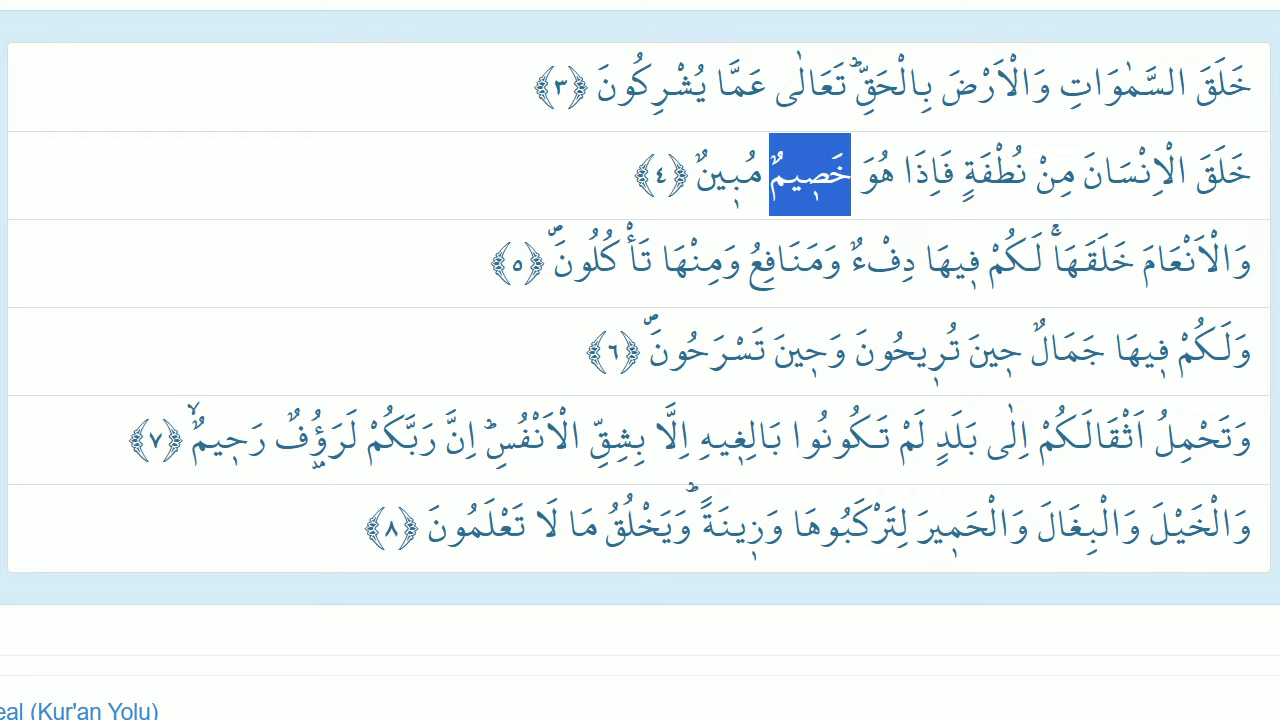 خَلَقَ السَّمٰوَاتِ وَالْاَرْضَ بِالْحَقِّۜ تَعَالٰى عَمَّا يُشْرِكُونَ ﴿٣﴾
خَلَقَ الْاِنْسَانَ مِنْ نُطْفَةٍ فَاِذَا هُوَ خَص۪يمٌ مُب۪ينٌ ﴿٤﴾
وَالْاَنْعَامَ خَلَقَهَاۚ لَكُمْ ف۪يهَا دِفْءٌ وَمَنَافِعُ وَمِنْهَا تَأْكُلُونَۖ ﴿٥﴾
وَلَكُمْ ف۪يهَا جَمَالٌ ح۪ينَ تُر۪يحُونَ وَح۪ينَ تَسْرَحُونَۖ ﴿٦﴾
وَتَحْمِلُ اَثْقَالَكُمْ اِلٰى بَلَدٍ لَمْ تَكُونُوا بَالِغ۪يهِ اِلَّا بِشِقِّ الْاَنْفُسِۜ اِنَّ رَبَّكُمْ لَرَؤُ۫فٌ رَح۪يمٌۙ ﴿٧﴾
وَالْخَيْلَ وَالْبِغَالَ وَالْحَم۪يرَ لِتَرْكَبُوهَا وَز۪ينَةًۜ وَيَخْلُقُ مَا لَا تَعْلَمُونَ ﴿٨﴾
eal (Kur'an Yolu)